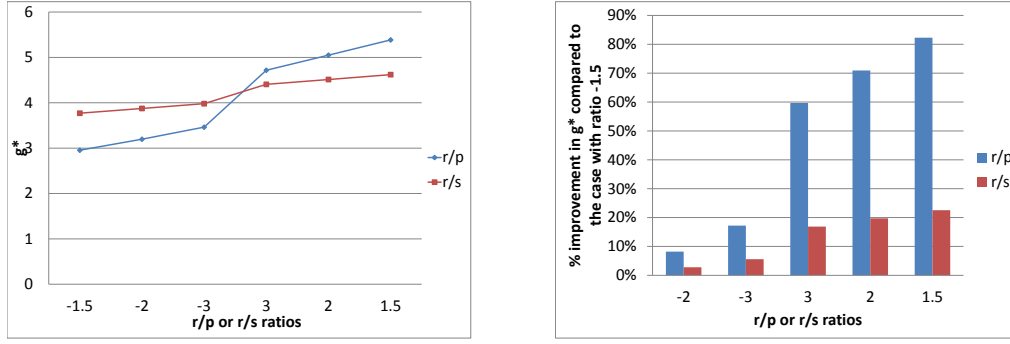 6
5
4
3
2
1
0
g*
-1.5 -2 -3 3 2 1.5
r/p or r/s ratios
r/p
r/s
90%
80%
70%
60%
50%
40%
30%
20%
10%
0%
% improvement in g* compared to
the case with ratio -1.5
-2 -3 3 2 1.5
r/p or r/s ratios
r/p
r/s